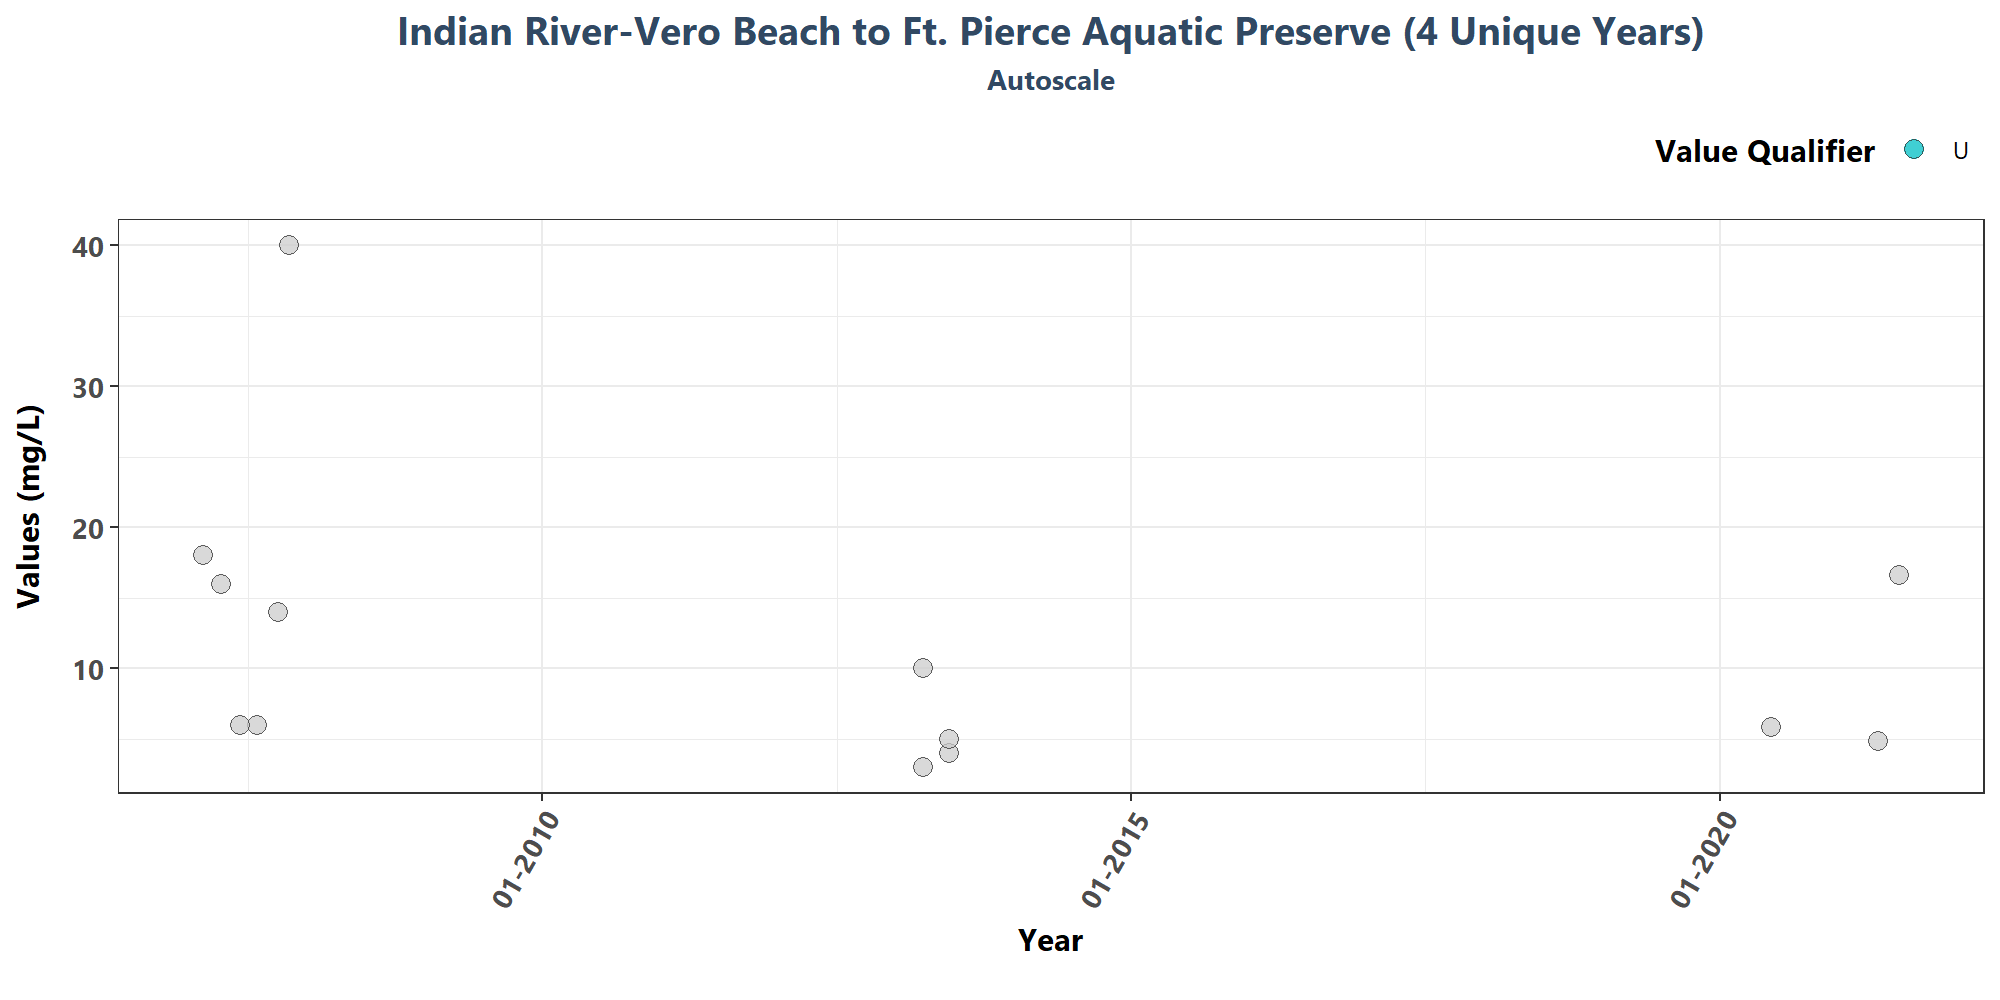 Indian River-Vero Beach to Ft. Pierce Aquatic Preserve (4 Unique Years)
Autoscale
Value Qualifier U
40
30
20
10
Values (mg/L)
01-2010
01-2015
01-2020
Year